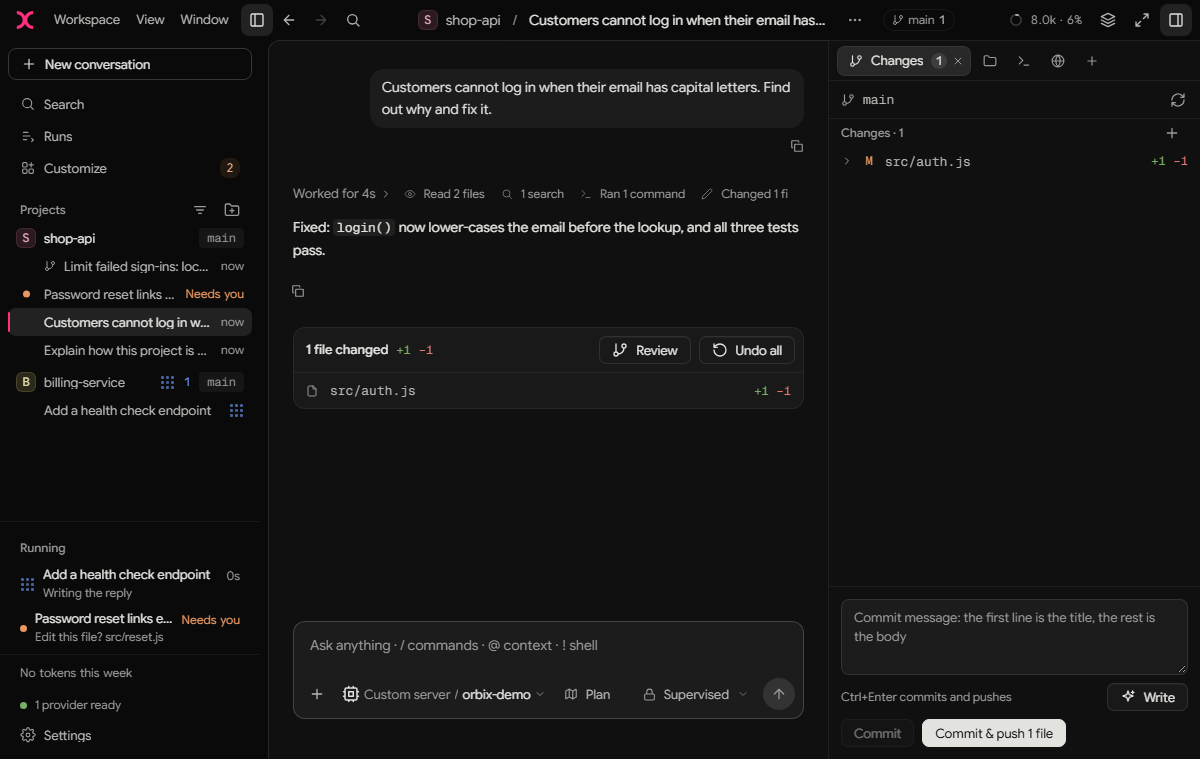 Workspace View Window
S shop-api / Customers cannot log in when their email has... ··· main 1
8.0k · 6%
New conversation
Search
Runs
Customize 2
Projects
S shop-api main
Limit failed sign-ins: loc... now
Password reset links ... Needs you
Customers cannot log in w... now
Explain how this project is ... now
B billing-service 1 main
Add a health check endpoint
Running
Add a health check endpoint 0s
Writing the reply
Password reset links e... Needs you
Edit this file? src/reset.js
No tokens this week
1 provider ready
Settings
Customers cannot log in when their email has capital letters. Find
out why and fix it.
Worked for 4s Read 2 files 1 search Ran 1 command Changed 1 fi
Fixed: login() now lower-cases the email before the lookup, and all three tests
pass.
1 file changed +1 −1 Review Undo all
src/auth.js +1 −1
Ask anything · / commands · @ context · ! shell
Custom server / orbix-demo Plan Supervised
Changes 1
main
Changes · 1
M src/auth.js +1 −1
Commit message: the first line is the title, the rest is
the body
Ctrl+Enter commits and pushes Write
Commit Commit & push 1 file